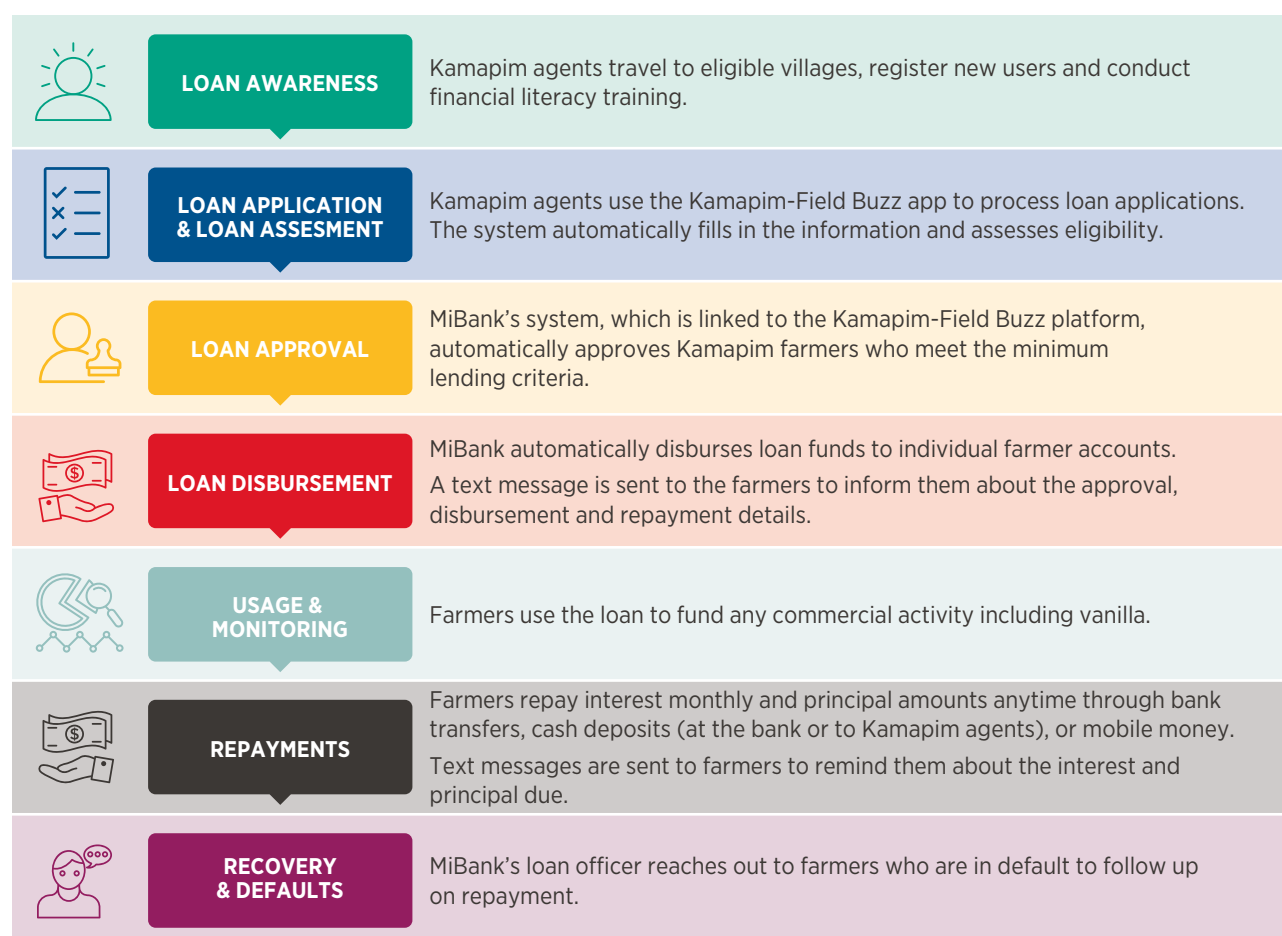 LOAN AWARENESS
Kamapim agents travel to eligible villages, register new users and conduct
financial literacy training.
LOAN APPLICATION
& LOAN ASSESMENT
Kamapim agents use the Kamapim-Field Buzz app to process loan applications.
The system automatically fills in the information and assesses eligibility.
LOAN APPROVAL
MiBank’s system, which is linked to the Kamapim-Field Buzz platform,
automatically approves Kamapim farmers who meet the minimum
lending criteria.
$
LOAN DISBURSEMENT
MiBank automatically disburses loan funds to individual farmer accounts.
A text message is sent to the farmers to inform them about the approval,
disbursement and repayment details.
USAGE &
MONITORING
Farmers use the loan to fund any commercial activity including vanilla.
$
REPAYMENTS
Farmers repay interest monthly and principal amounts anytime through bank
transfers, cash deposits (at the bank or to Kamapim agents), or mobile money.
Text messages are sent to farmers to remind them about the interest and
principal due.
RECOVERY
& DEFAULTS
MiBank’s loan officer reaches out to farmers who are in default to follow up
on repayment.